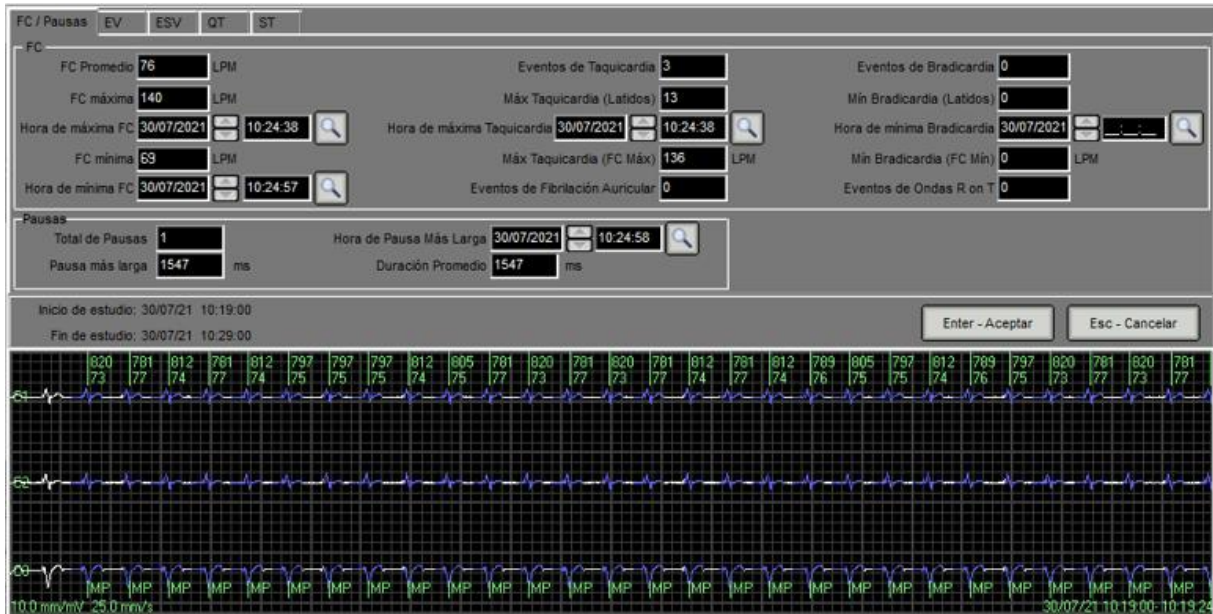 FC / Pausas EV ESV QT ST
FC
FC Promedio 76 LPM Eventos de Taquicardia 3 Eventos de Bradicardia 0
FC máxima 140 LPM Máx Taquicardia (Latidos) 13 Mín Bradicardia (Latidos) 0
Hora de máxima FC 30/07/2021 10:24:38 Hora de máxima Taquicardia 30/07/2021 10:24:38 Hora de mínima Bradicardia 30/07/2021 __:__:__
FC mínima 69 LPM Máx Taquicardia (FC Máx) 136 LPM Mín Bradicardia (FC Mín) 0 LPM
Hora de mínima FC 30/07/2021 10:24:57 Eventos de Fibrilación Auricular 0 Eventos de Ondas R on T 0
Pausas
Total de Pausas 1 Hora de Pausa Más Larga 30/07/2021 10:24:58
Pausa más larga 1547 ms Duración Promedio 1547 ms
Inicio de estudio: 30/07/21 10:19:00
Fin de estudio: 30/07/21 10:29:00
Enter - Aceptar Esc - Cancelar
820 781 812 781 812 797 797 797 812 805 781 820 781 812 789 820 781 812 789 805 797 812 789 797 820 781 820 781
73 77 74 77 74 75 75 75 74 74 77 73 77 74 76 73 77 74 76 74 75 74 76 75 73 77 73 77
C1
C2
C3
MP MP MP MP MP MP MP MP MP MP MP MP MP MP MP MP MP MP MP MP MP MP MP MP MP MP MP MP
10.0 mm/mV 25.0 mm/s 30/07/21 10:19:00-10:19:24